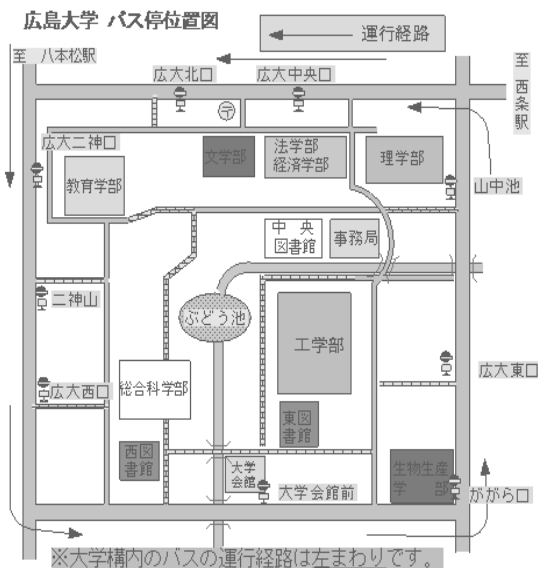 広島大学 バス停位置図
運行経路
至 八本松駅
至 西条駅
広大北口
広大中央口
〒
広大二神口
文学部
法学部
経済学部
理学部
教育学部
山中池
中央
図書館
事務局
二神山
ぶどう池
工学部
広大東口
広大西口
総合科学部
東図
書館
西図
書館
大学
会館
大学会館前
生物生産
学部
ががら口
※大学構内のバスの運行経路は左まわりです。